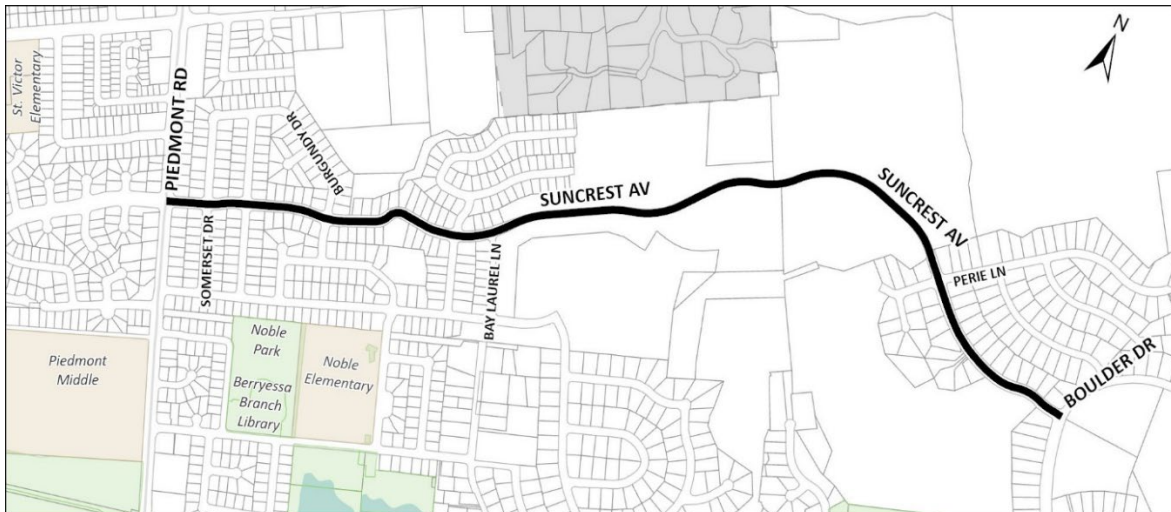 N
St. Victor
Elementary
PIEDMONT RD
BURGUNDY DR
SUNCREST AV
SUNCREST AV
SOMERSET DR
BAY LAUREL LN
PERIE LN
Noble
Park
Noble
Elementary
Piedmont
Middle
Berryessa
Branch
Library
BOULDER DR